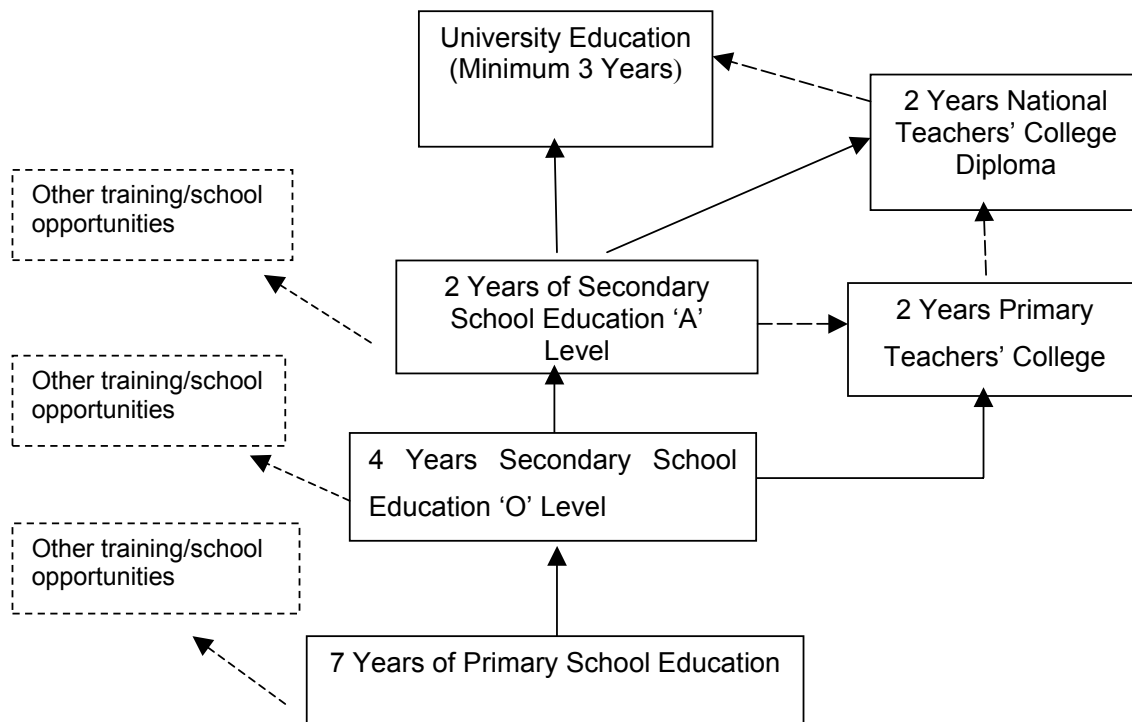 University Education
(Minimum 3 Years)
2 Years National
Teachers’ College
Diploma
Other training/school
opportunities
2 Years of Secondary
School Education ‘A’
Level
2 Years Primary
Teachers’ College
Other training/school
opportunities
4 Years Secondary School
Education ‘O’ Level
Other training/school
opportunities
7 Years of Primary School Education